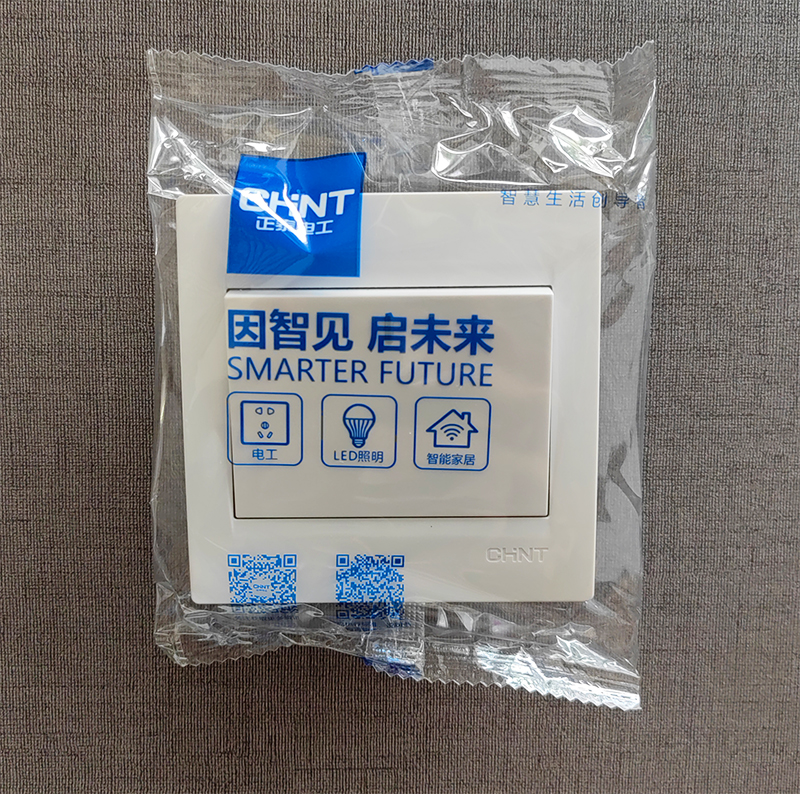 CHNT
正泰电工
智慧生活创导者
因智见 启未来
SMARTER FUTURE
电工
LED照明
智能家居
CHNT
CHNT